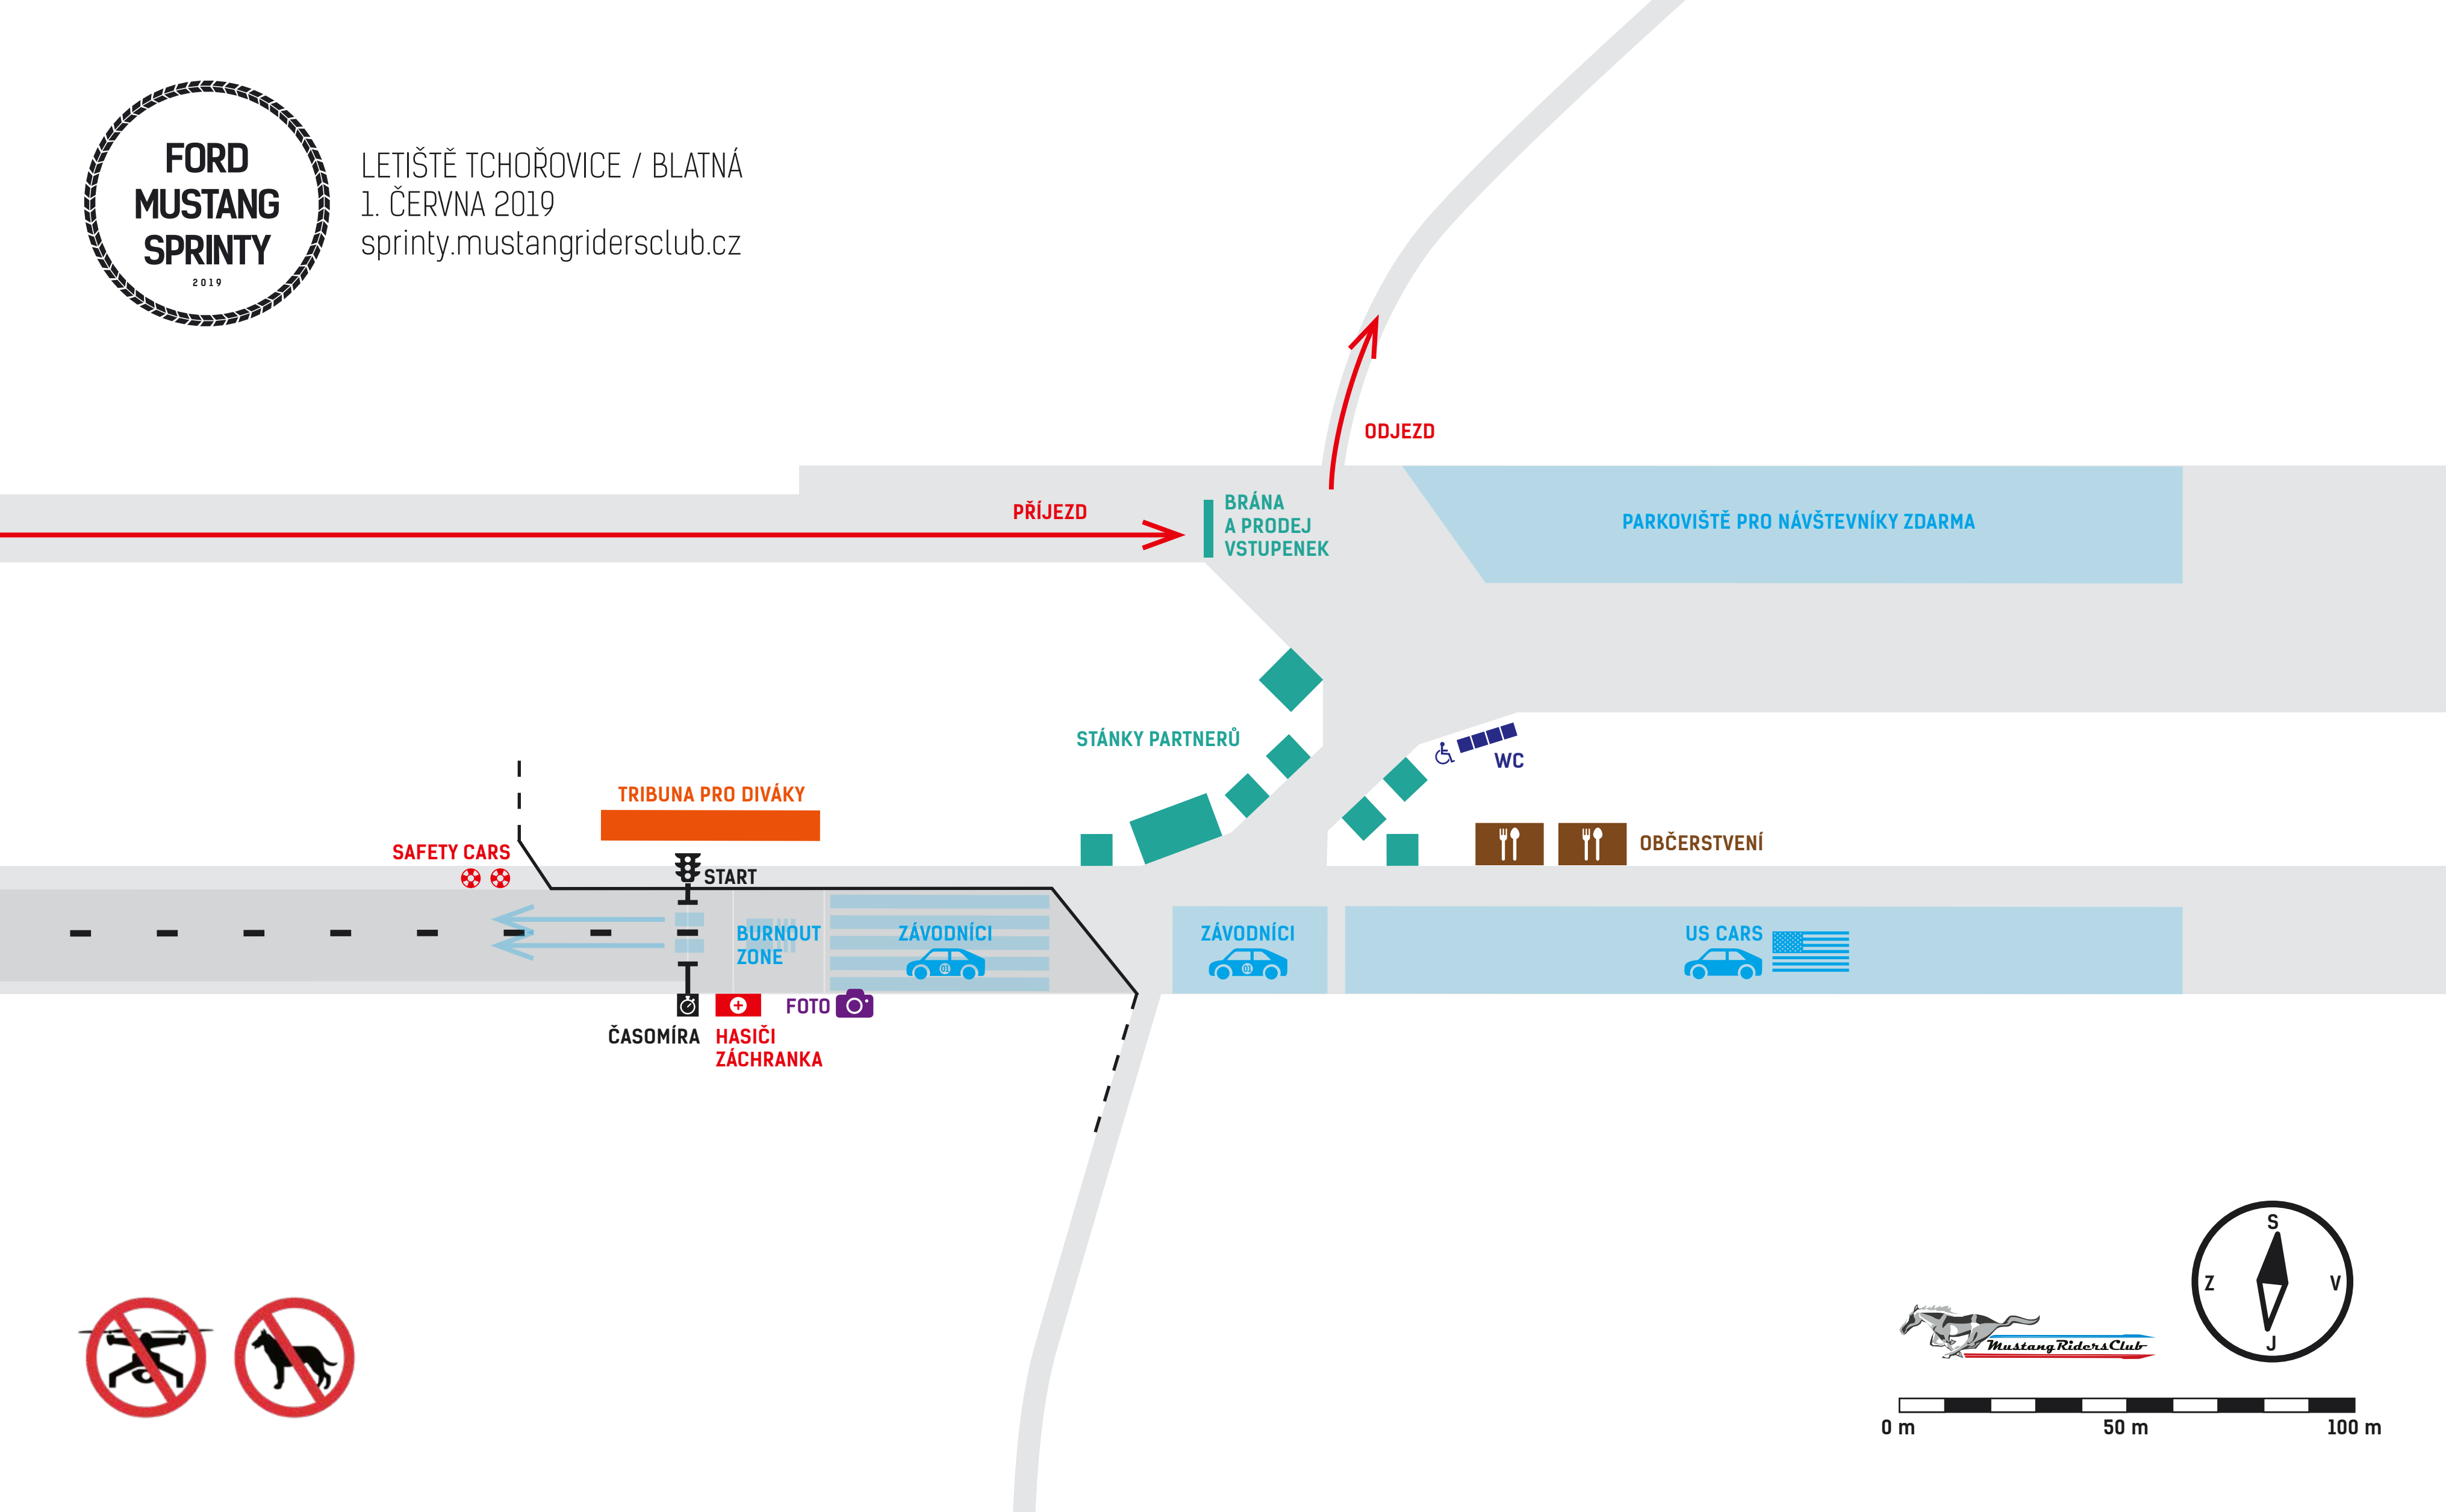 FORD
MUSTANG
SPRINTY
2019
LETIŠTĚ TCHOŘOVICE / BLATNÁ
1. ČERVNA 2019
sprinty.mustangridersclub.cz
ODJEZD
PŘÍJEZD
BRÁNA
A PRODEJ
VSTUPENEK
PARKOVIŠTĚ PRO NÁVŠTEVNÍKY ZDARMA
STÁNKY PARTNERŮ
WC
TRIBUNA PRO DIVÁKY
SAFETY CARS
START
OBČERSTVENÍ
BURNOUT
ZONE
ZÁVODNÍCI
01
ZÁVODNÍCI
01
US CARS
FOTO
ČASOMÍRA
HASIČI
ZÁCHRANKA
S
Z
V
J
MustangRidersClub
0 m
50 m
100 m